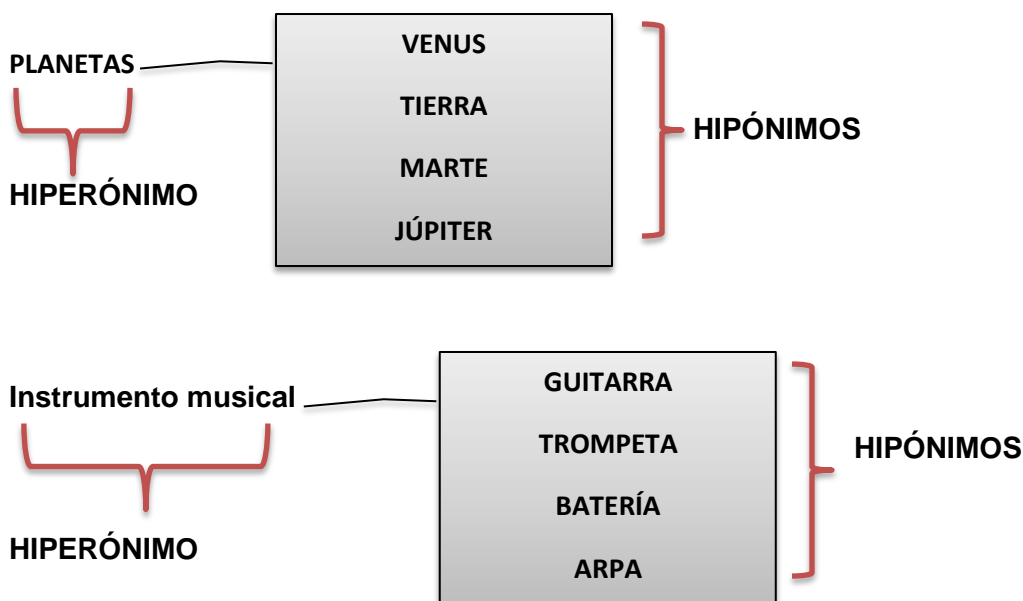 PLANETAS
HIPERÓNIMO
VENUS
TIERRA
MARTE
JÚPITER
HIPÓNIMOS
Instrumento musical
HIPERÓNIMO
GUITARRA
TROMPETA
BATERÍA
ARPA
HIPÓNIMOS